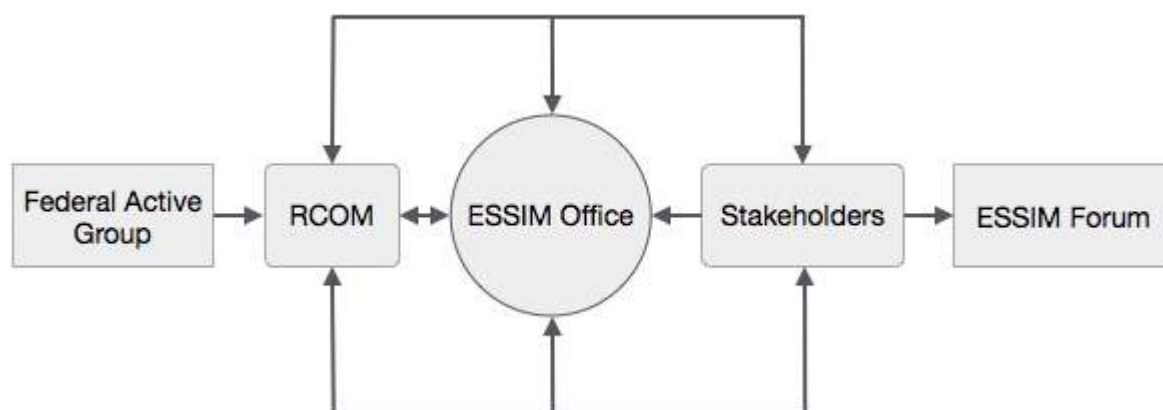 Federal Active
Group
RCOM
ESSIM Office
Stakeholders
ESSIM Forum